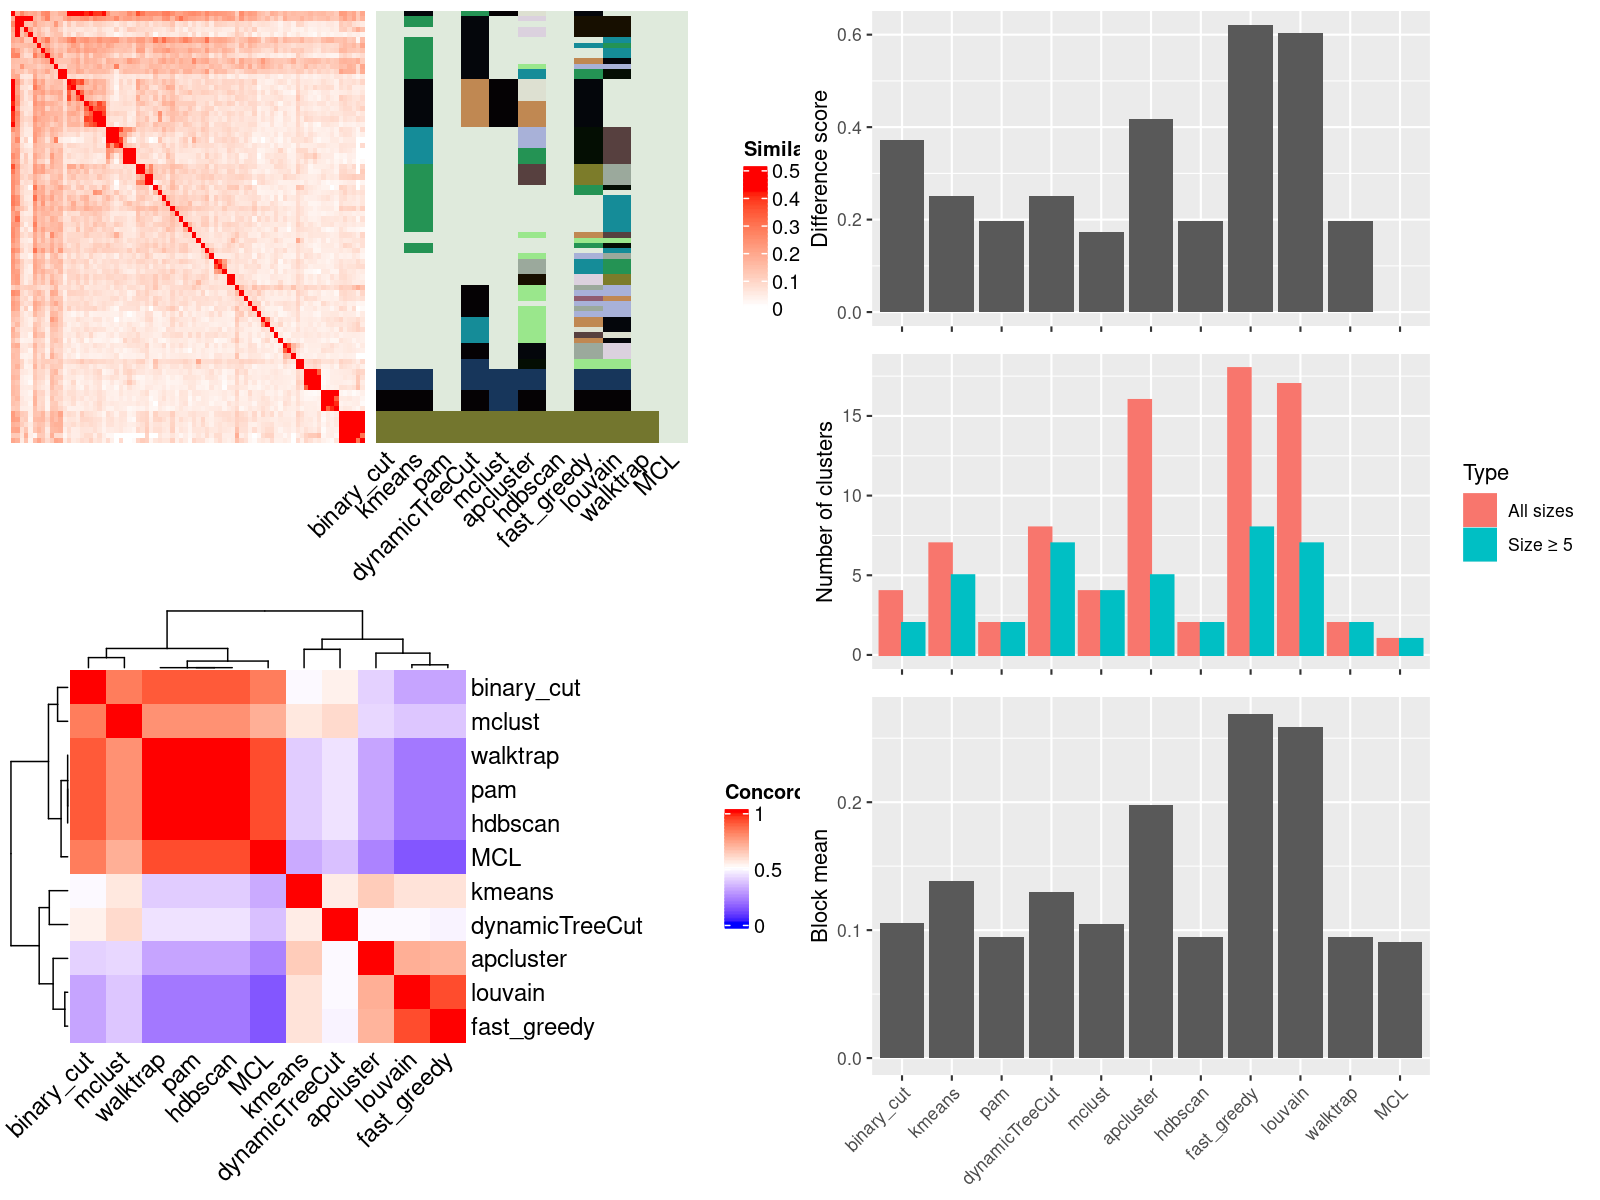 Simila
0.5
0.4
0.3
0.2
0.1
0
binary_cut
kmeans
pam
dynamicTreeCut
mclust
apcluster
hdbscan
fast_greedy
louvain
walktrap
MCL
binary_cut
mclust
walktrap
pam
hdbscan
MCL
kmeans
dynamicTreeCut
apcluster
louvain
fast_greedy
binary_cut
mclust
walktrap
pam
hdbscan
MCL
kmeans
dynamicTreeCut
apcluster
louvain
fast_greedy
Concord
1
0.5
0
Difference score
0.6
0.4
0.2
0.0
Number of clusters
15
10
5
0
Type
All sizes
Size ≥ 5
Block mean
0.2
0.1
0.0
binary_cut
kmeans
pam
dynamicTreeCut
mclust
apcluster
hdbscan
fast_greedy
louvain
walktrap
MCL